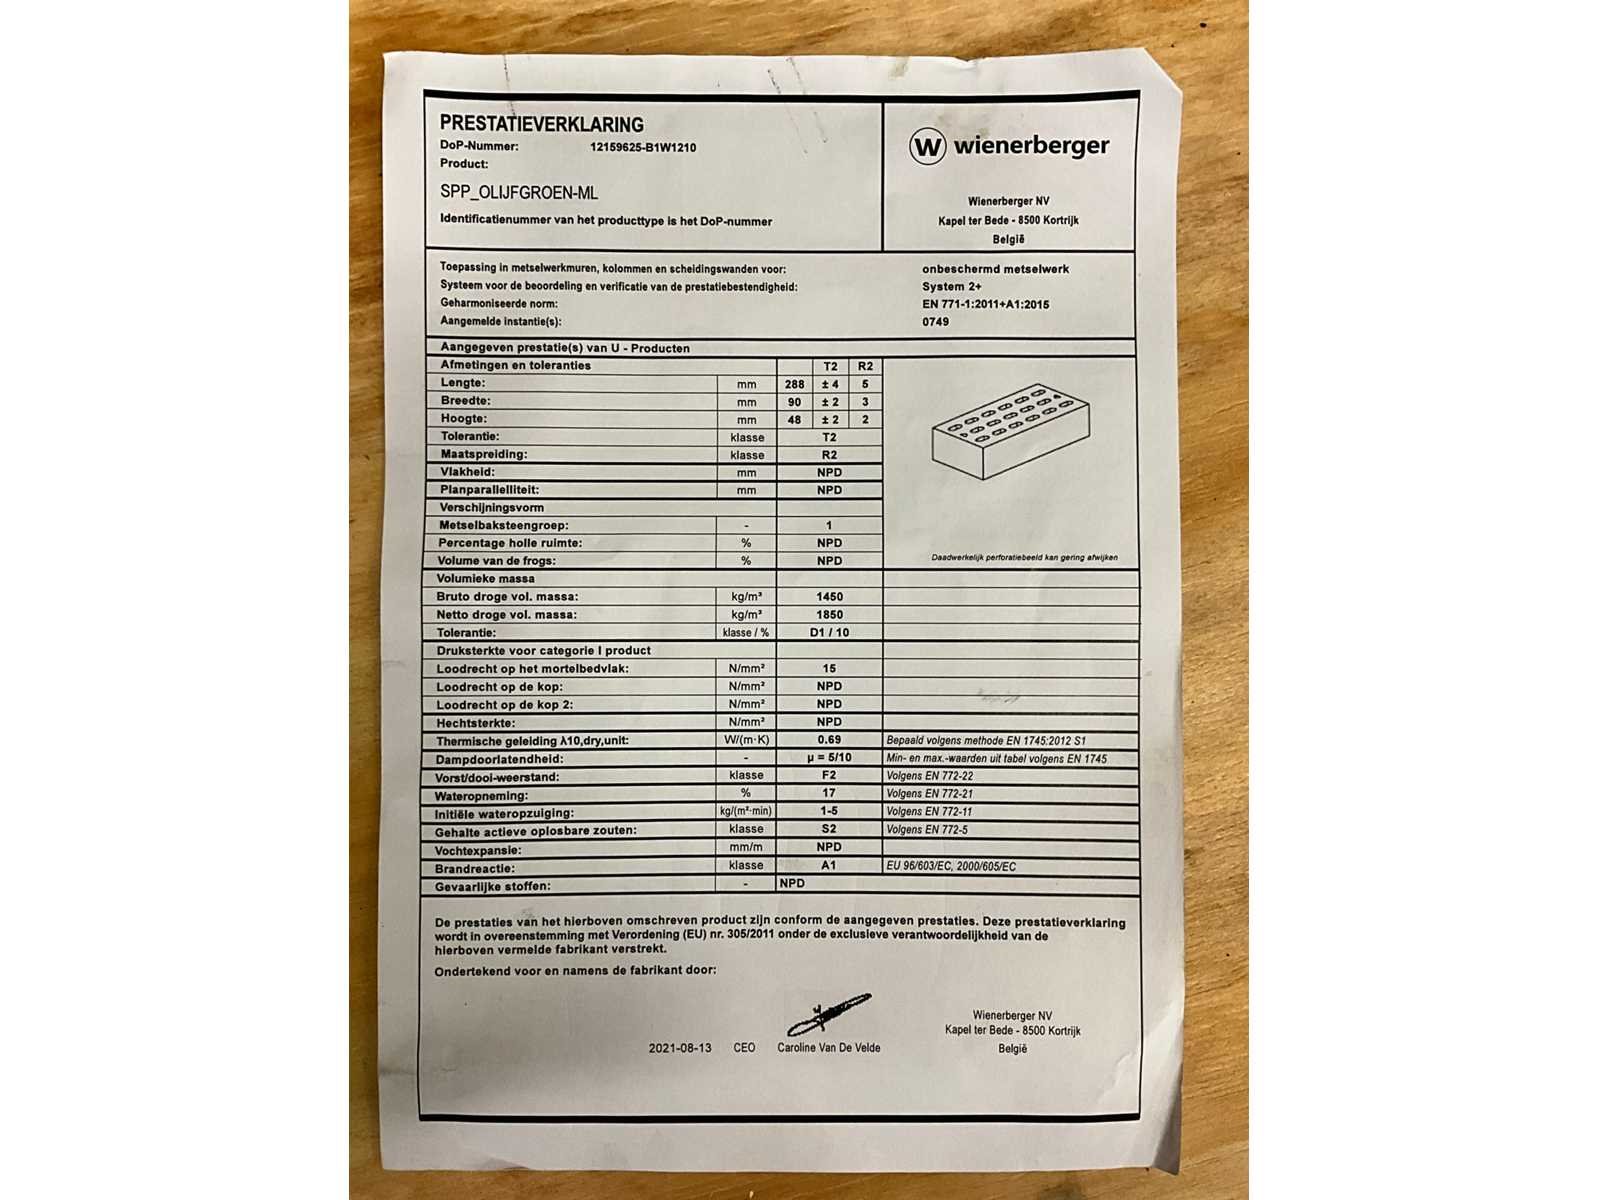 PRESTATIEVERKLARING
DoP-Nummer: 12159625-B1W1210
Product:
SPP_OLIJFGROEN-ML
Identificatienummer van het producttype is het DoP-nummer
W wienerberger
Wienerberger NV
Kapel ter Bede - 8500 Kortrijk
België
Toepassing in metselwerkmuren, kolommen en scheidingswanden voor: onbeschermd metselwerk
Systeem voor de beoordeling en verificatie van de prestatiebestendigheid: System 2+
Geharmoniseerde norm: EN 771-1:2011+A1:2015
Aangemelde instantie(s): 0749
Aangegeven prestatie(s) van U - Producten
Afmetingen en toleranties T2 R2
Lengte: mm 288 ± 4 5
Breedte: mm 90 ± 2 3
Hoogte: mm 48 ± 2 2
Tolerantie: klasse T2
Maatspreiding: klasse R2
Vlakheid: mm NPD
Planparallelliteit: mm NPD
Verschijningsvorm
Metselbaksteengroep: - 1
Percentage holle ruimte: % NPD
Volume van de frogs: % NPD
Daadwerkelijk perforatiebeeld kan gering afwijken
Volumieke massa
Bruto droge vol. massa: kg/m³ 1450
Netto droge vol. massa: kg/m³ 1850
Tolerantie: klasse / % D1 / 10
Druksterkte voor categorie I product
Loodrecht op het mortelbedvlak: N/mm² 15
Loodrecht op de kop: N/mm² NPD
Loodrecht op de kop 2: N/mm² NPD
Hechtsterkte: N/mm² NPD
Thermische geleiding λ10,dry,unit: W/(m·K) 0.69 Bepaald volgens methode EN 1745:2012 S1
Dampdoorlatendheid: - µ = 5/10 Min- en max.-waarden uit tabel volgens EN 1745
Vorst/dooi-weerstand: klasse F2 Volgens EN 772-22
Wateropneming: % 17 Volgens EN 772-21
Initiële wateropzuiging: kg/(m²·min) 1-5 Volgens EN 772-11
Gehalte actieve oplosbare zouten: klasse S2 Volgens EN 772-5
Vochtexpansie: mm/m NPD
Brandreactie: klasse A1 EU 96/603/EC, 2000/605/EC
Gevaarlijke stoffen: - NPD
De prestaties van het hierboven omschreven product zijn conform de aangegeven prestaties. Deze prestatieverklaring
wordt in overeenstemming met Verordening (EU) nr. 305/2011 onder de exclusieve verantwoordelijkheid van de
hierboven vermelde fabrikant verstrekt.
Ondertekend voor en namens de fabrikant door:
2021-08-13 CEO Caroline Van De Velde
Wienerberger NV
Kapel ter Bede - 8500 Kortrijk
België